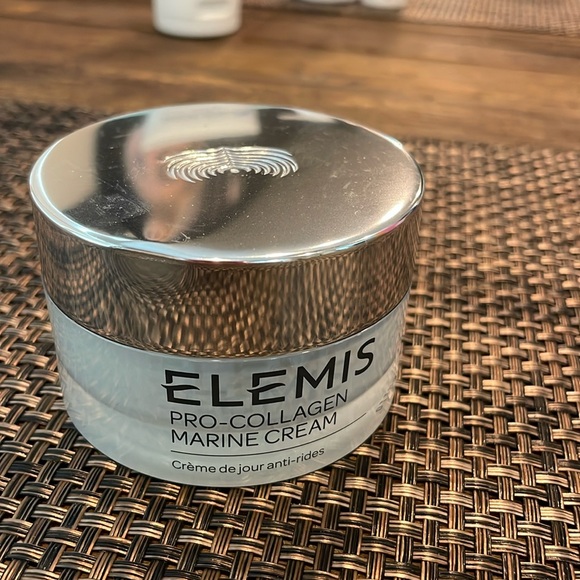 ELEMIS
PRO-COLLAGEN
MARINE CREAM
Crème de jour anti-rides